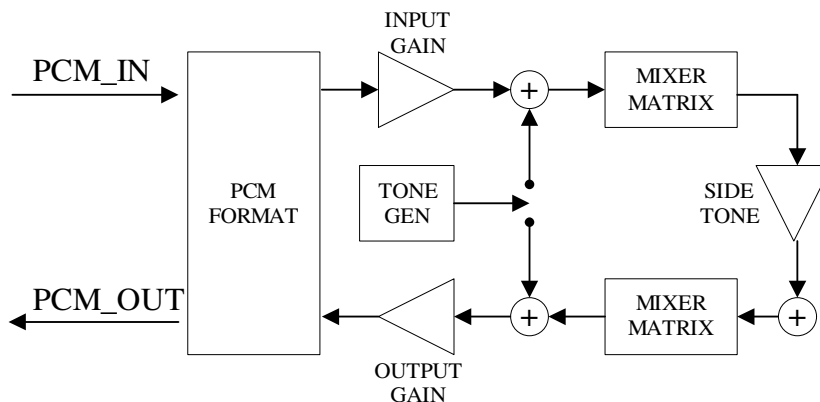 INPUT
GAIN
PCM_IN
MIXER
MATRIX
+
PCM
FORMAT
TONE
GEN
SIDE
TONE
PCM_OUT
MIXER
MATRIX
+
+
OUTPUT
GAIN